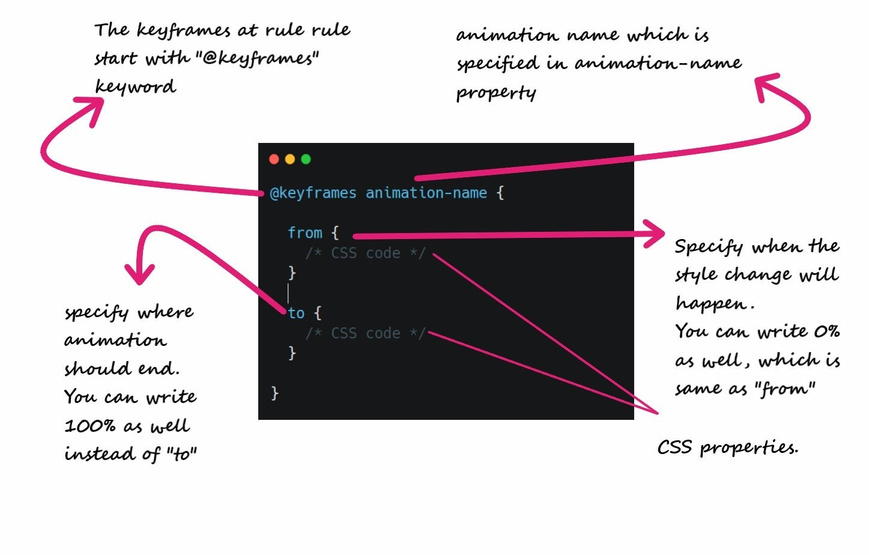 The keyframes at rule rule
start with "@keyframes"
keyword
animation name which is
specified in animation-name
property
@keyframes animation-name {
from {
/* CSS code */
}
to {
/* CSS code */
}
}
specify where
animation
should end.
You can write
100% as well
instead of "to"
Specify when the
style change will
happen.
You can write 0%
as well, which is
same as "from"
CSS properties.